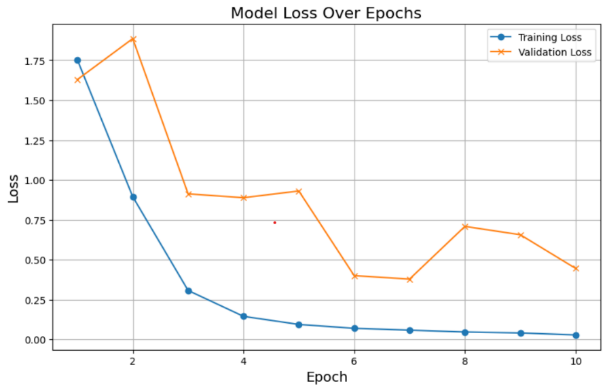 Model Loss Over Epochs
Training Loss
Validation Loss
Loss
1.75
1.50
1.25
1.00
0.75
0.50
0.25
0.00
2 4 6 8 10
Epoch